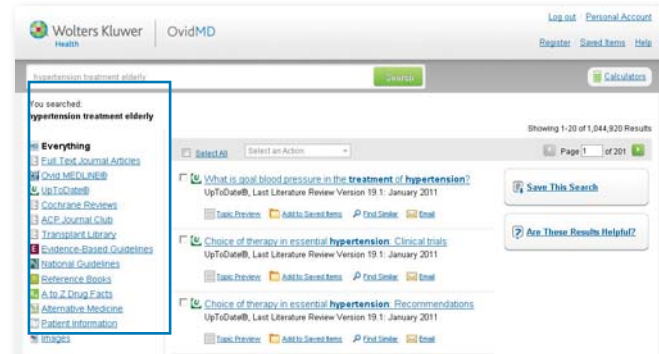 Wolters Kluwer
Health
OvidMD
Log out Personal Account
Register Saved Items Help
hypertension treatment elderly
Search
Calculators
You searched:
hypertension treatment elderly
Showing 1-20 of 1,044,920 Results
Everything
Full Text Journal Articles
Ovid MEDLINE®
UpToDate®
Cochrane Reviews
ACP Journal Club
Transplant Library
Evidence-Based Guidelines
National Guidelines
Reference Books
A to Z Drug Facts
Alternative Medicine
Patient Information
Images
Select All Select an Action
Page 1 of 201
What is goal blood pressure in the treatment of hypertension?
UpToDate®, Last Literature Review Version 19.1: January 2011
Topic Preview Add to Saved Items Find Similar Email
Choice of therapy in essential hypertension: Clinical trials
UpToDate®, Last Literature Review Version 19.1: January 2011
Topic Preview Add to Saved Items Find Similar Email
Choice of therapy in essential hypertension: Recommendations
UpToDate®, Last Literature Review Version 19.1: January 2011
Topic Preview Add to Saved Items Find Similar Email
Save This Search
Are These Results Helpful?